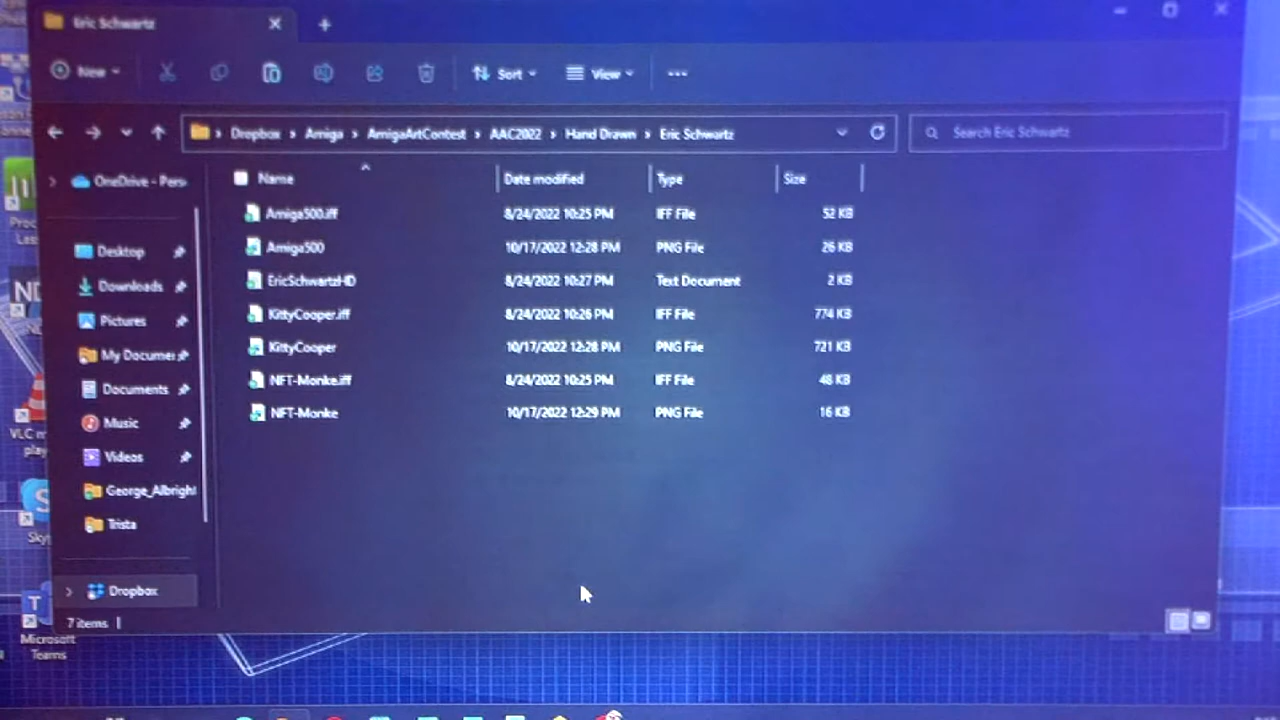 Eric Schwartz
New
Sort
View
Dropbox > Amiga > AmigaArtContest > AAC2022 > Hand Drawn > Eric Schwartz
Search Eric Schwartz
OneDrive - Pers
Name Date modified Type Size
Amiga500.iff 8/24/2022 10:25 PM IFF File 52 KB
Amiga500 10/17/2022 12:28 PM PNG File 26 KB
EricSchwartzHD 8/24/2022 10:27 PM Text Document 2 KB
KittyCooper.iff 8/24/2022 10:26 PM IFF File 774 KB
KittyCooper 10/17/2022 12:28 PM PNG File 721 KB
NFT-Monke.iff 8/24/2022 10:25 PM IFF File 48 KB
NFT-Monke 10/17/2022 12:29 PM PNG File 16 KB
Desktop
Downloads
Pictures
My Documen
Documents
Music
Videos
George_Albright
Trista
Dropbox
7 items
VLC m
play
Sky
Microsoft
Teams